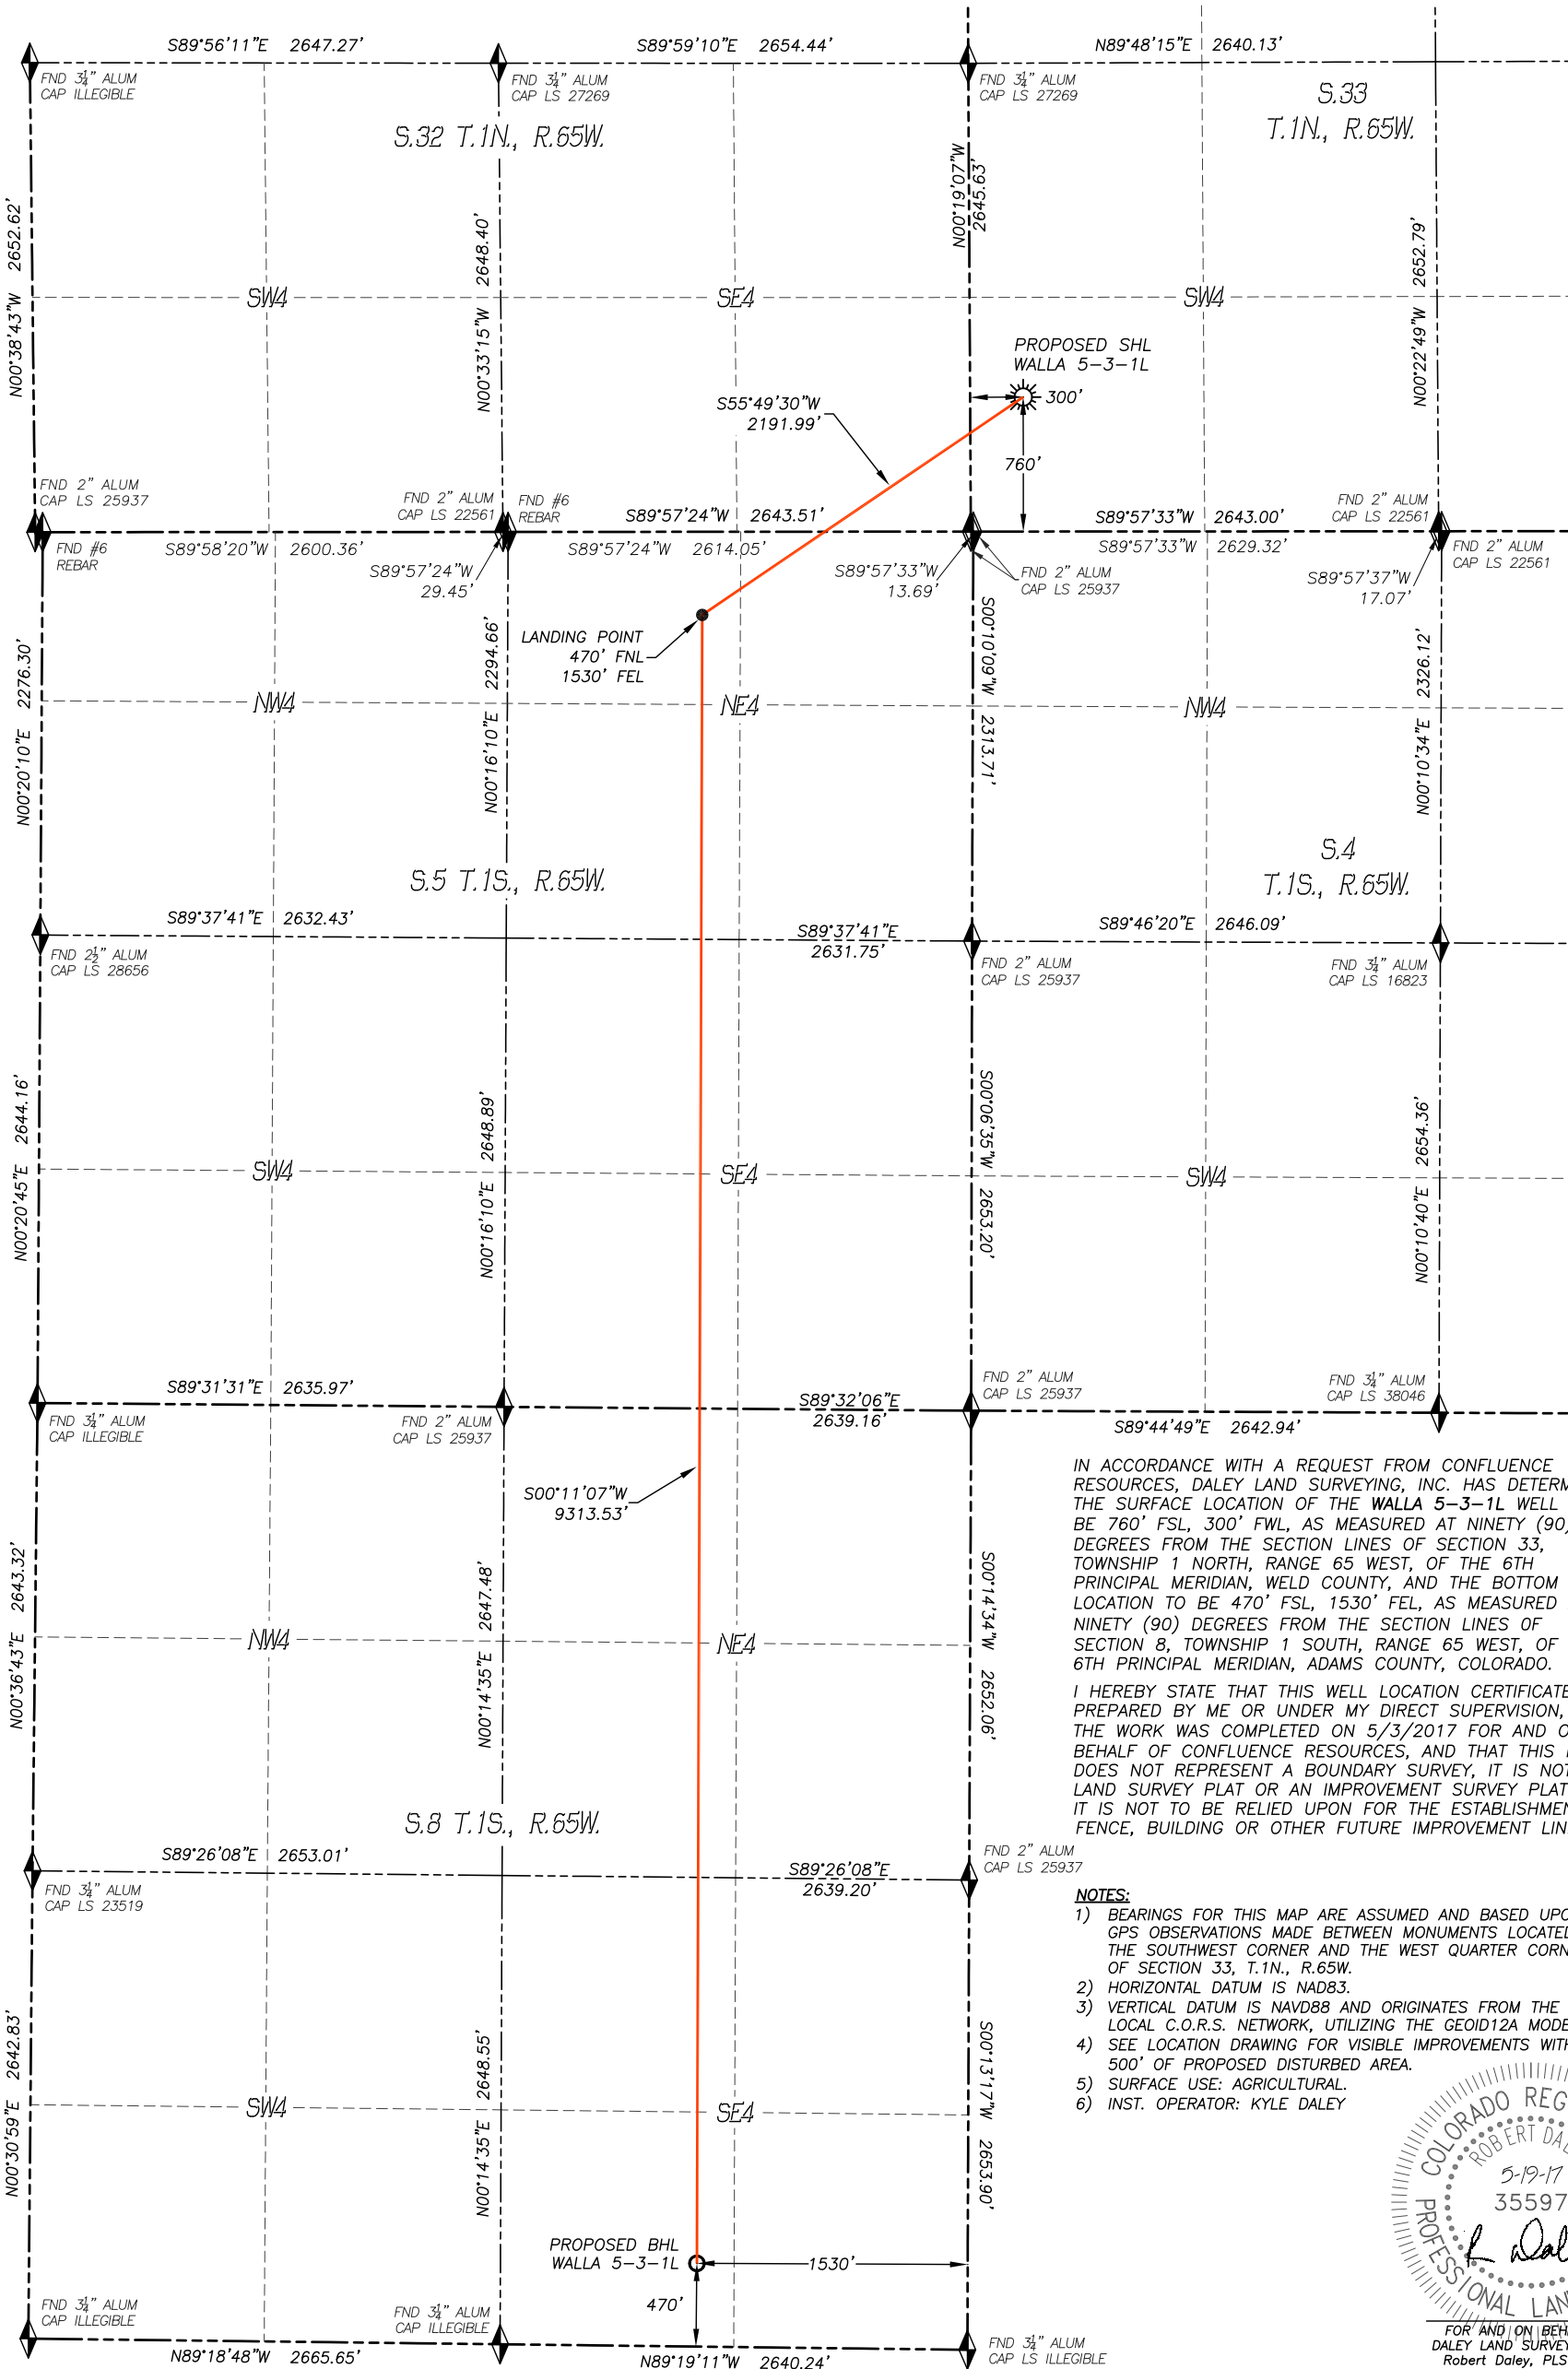 S89°56'11"E 2647.27'
S89°59'10"E 2654.44'
N89°48'15"E 2640.13'
FND 3¼" ALUM
CAP ILLEGIBLE
FND 3¼" ALUM
CAP LS 27269
FND 3¼" ALUM
CAP LS 27269
S.32 T.1N., R.65W.
S.33
T.1N., R.65W.
N00°38'43"W 2652.62'
N00°33'15"W 2648.40'
N00°19'07"W
2645.63'
N00°22'49"W 2652.79'
SW4
SE4
SW4
PROPOSED SHL
WALLA 5-3-1L
300'
760'
S55°49'30"W
2191.99'
FND 2" ALUM
CAP LS 25937
FND 2" ALUM
CAP LS 22561
FND #6
REBAR
S89°57'24"W 2643.51'
S89°57'33"W 2643.00'
FND 2" ALUM
CAP LS 22561
FND #6
REBAR
S89°58'20"W 2600.36'
S89°57'24"W 2614.05'
S89°57'33"W 2629.32'
FND 2" ALUM
CAP LS 22561
S89°57'24"W
29.45'
S89°57'33"W
13.69'
FND 2" ALUM
CAP LS 25937
S89°57'37"W
17.07'
LANDING POINT
470' FNL
1530' FEL
N00°20'10"E 2276.30'
N00°16'10"E 2294.66'
S00°10'09"W 2313.71'
N00°10'34"E 2326.12'
NW4
NE4
NW4
S.5 T.1S., R.65W.
S.4
T.1S., R.65W.
S89°37'41"E 2632.43'
S89°37'41"E
2631.75'
S89°46'20"E 2646.09'
FND 2½" ALUM
CAP LS 28656
FND 2" ALUM
CAP LS 25937
FND 3¼" ALUM
CAP LS 16823
N00°20'45"E 2644.16'
N00°16'10"E 2648.89'
S00°06'35"W 2653.20'
N00°10'40"E 2654.36'
SW4
SE4
SW4
S89°31'31"E 2635.97'
S89°32'06"E
2639.16'
FND 2" ALUM
CAP LS 25937
FND 3¼" ALUM
CAP LS 38046
FND 3¼" ALUM
CAP ILLEGIBLE
FND 2" ALUM
CAP LS 25937
S89°44'49"E 2642.94'
S00°11'07"W
9313.53'
N00°36'43"E 2643.32'
N00°14'35"E 2647.48'
S00°14'34"W 2652.06'
NW4
NE4
S.8 T.1S., R.65W.
S89°26'08"E 2653.01'
S89°26'08"E
2639.20'
FND 2" ALUM
CAP LS 25937
FND 3¼" ALUM
CAP LS 23519
N00°30'59"E 2642.83'
N00°14'35"E 2648.55'
S00°13'17"W 2653.90'
SW4
SE4
PROPOSED BHL
WALLA 5-3-1L
1530'
470'
FND 3¼" ALUM
CAP ILLEGIBLE
FND 3¼" ALUM
CAP ILLEGIBLE
FND 3¼" ALUM
CAP LS ILLEGIBLE
N89°18'48"W 2665.65'
N89°19'11"W 2640.24'
IN ACCORDANCE WITH A REQUEST FROM CONFLUENCE
RESOURCES, DALEY LAND SURVEYING, INC. HAS DETERM
THE SURFACE LOCATION OF THE WALLA 5-3-1L WELL
BE 760' FSL, 300' FWL, AS MEASURED AT NINETY (90)
DEGREES FROM THE SECTION LINES OF SECTION 33,
TOWNSHIP 1 NORTH, RANGE 65 WEST, OF THE 6TH
PRINCIPAL MERIDIAN, WELD COUNTY, AND THE BOTTOM
LOCATION TO BE 470' FSL, 1530' FEL, AS MEASURED
NINETY (90) DEGREES FROM THE SECTION LINES OF
SECTION 8, TOWNSHIP 1 SOUTH, RANGE 65 WEST, OF
6TH PRINCIPAL MERIDIAN, ADAMS COUNTY, COLORADO.
I HEREBY STATE THAT THIS WELL LOCATION CERTIFICATE
PREPARED BY ME OR UNDER MY DIRECT SUPERVISION,
THE WORK WAS COMPLETED ON 5/3/2017 FOR AND O
BEHALF OF CONFLUENCE RESOURCES, AND THAT THIS
DOES NOT REPRESENT A BOUNDARY SURVEY, IT IS NOT
LAND SURVEY PLAT OR AN IMPROVEMENT SURVEY PLAT
IT IS NOT TO BE RELIED UPON FOR THE ESTABLISHMEN
FENCE, BUILDING OR OTHER FUTURE IMPROVEMENT LIN
NOTES:
1) BEARINGS FOR THIS MAP ARE ASSUMED AND BASED UPO
GPS OBSERVATIONS MADE BETWEEN MONUMENTS LOCATED
THE SOUTHWEST CORNER AND THE WEST QUARTER CORN
OF SECTION 33, T.1N., R.65W.
2) HORIZONTAL DATUM IS NAD83.
3) VERTICAL DATUM IS NAVD88 AND ORIGINATES FROM THE
LOCAL C.O.R.S. NETWORK, UTILIZING THE GEOID12A MODE
4) SEE LOCATION DRAWING FOR VISIBLE IMPROVEMENTS WITH
500' OF PROPOSED DISTURBED AREA.
5) SURFACE USE: AGRICULTURAL.
6) INST. OPERATOR: KYLE DALEY
COLORADO REG
ROBERT DAL
5-19-17
35597
R Dal
PROFESSIONAL LAN
FOR AND ON BEH
DALEY LAND SURVEY
Robert Daley, PLS